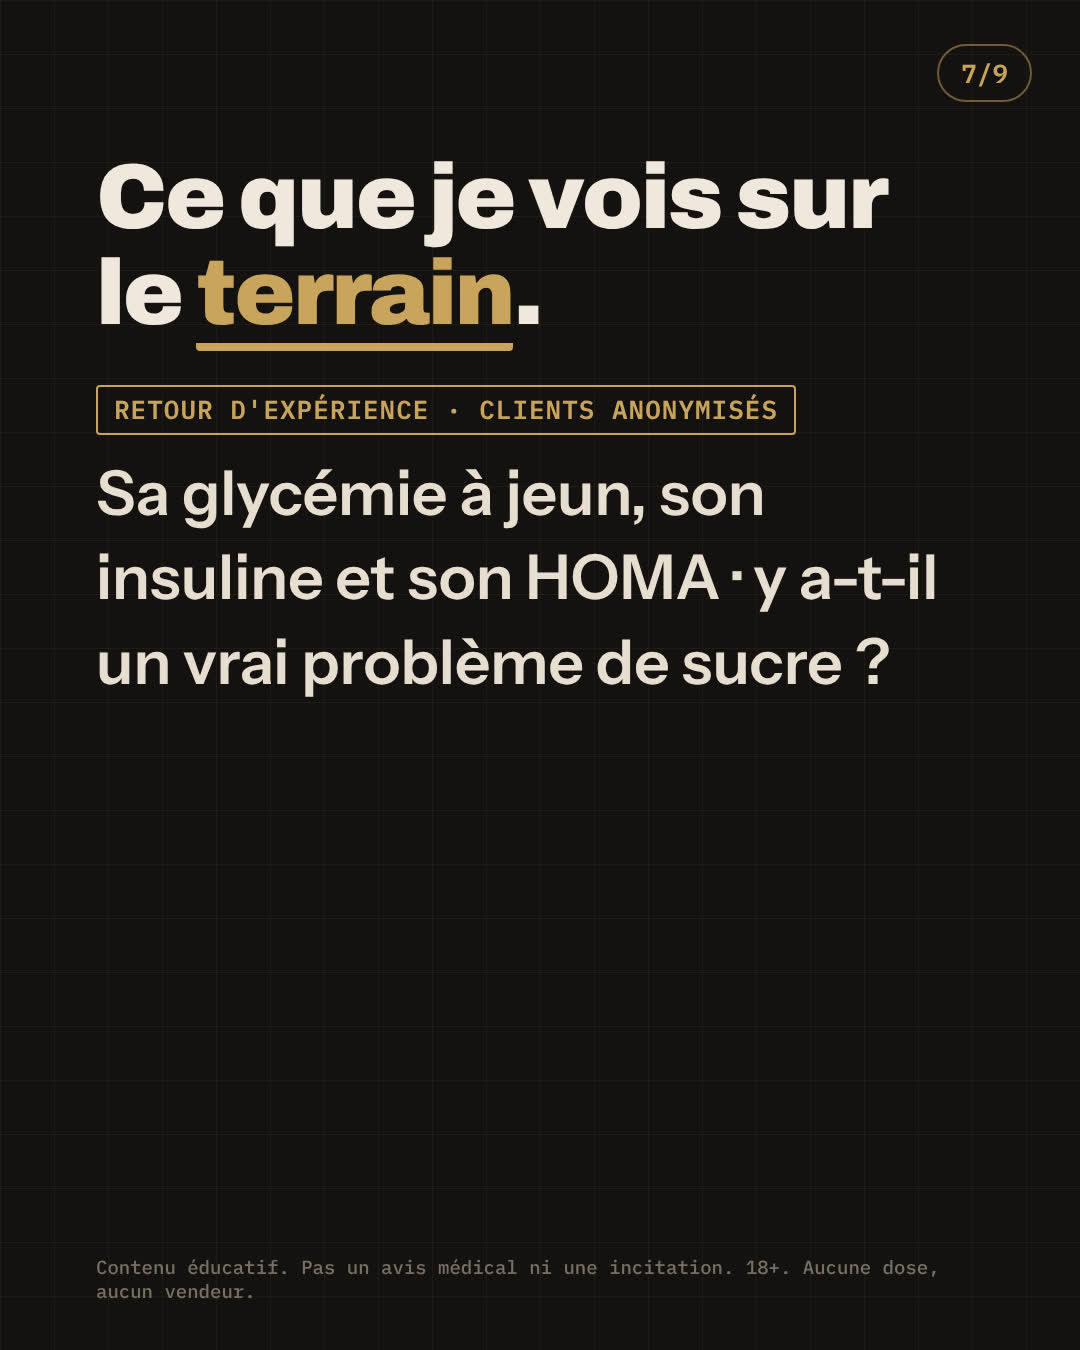 7/9
Ce que je vois sur
le terrain.
RETOUR D'EXPÉRIENCE · CLIENTS ANONYMISÉS
Sa glycémie à jeun, son
insuline et son HOMA · y a-t-il
un vrai problème de sucre ?
Contenu éducatif. Pas un avis médical ni une incitation. 18+. Aucune dose,
aucun vendeur.